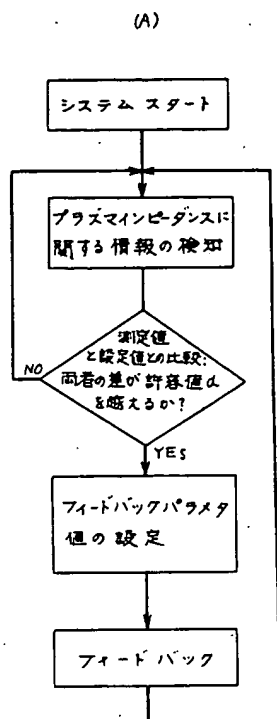 (A)
システム スタート
プラズマインピーダンスに
関する情報の検知
測定値
と設定値との比較:
両者の差が許容値α
を越えるか?
NO
YES
フィードバックパラメタ
値の設定
フィードバック